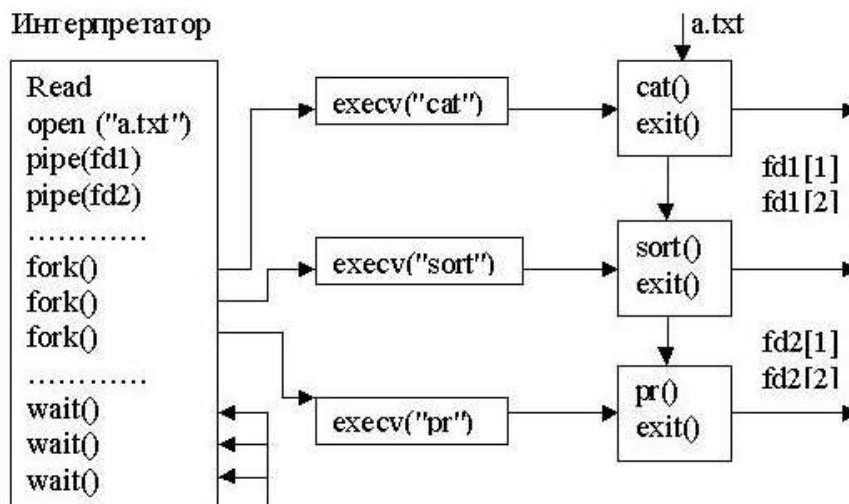 Интерпретатор
Read
open ("a.txt")
pipe(fd1)
pipe(fd2)
............
fork()
fork()
fork()
............
wait()
wait()
wait()
execv("cat")
execv("sort")
execv("pr")
a.txt
cat()
exit()
fd1[1]
fd1[2]
sort()
exit()
fd2[1]
fd2[2]
pr()
exit()